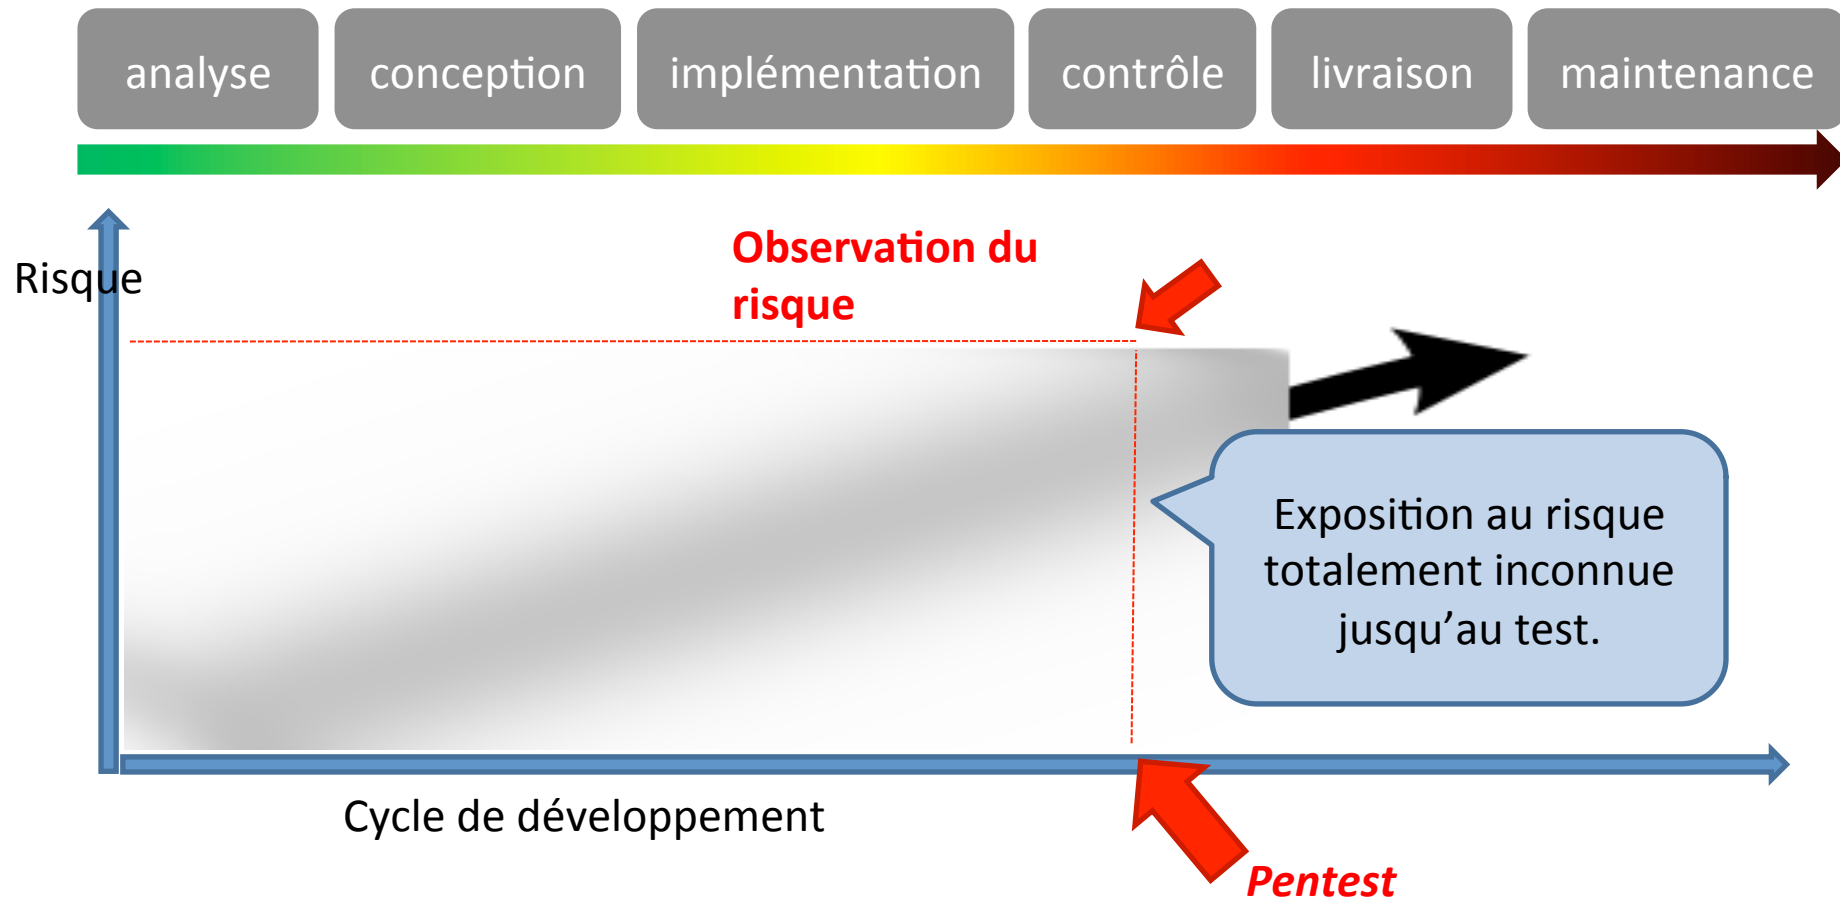 analyse
conception
implémentation
contrôle
livraison
maintenance
Risque
Observation du
risque
Exposition au risque
totalement inconnue
jusqu’au test.
Cycle de développement
Pentest